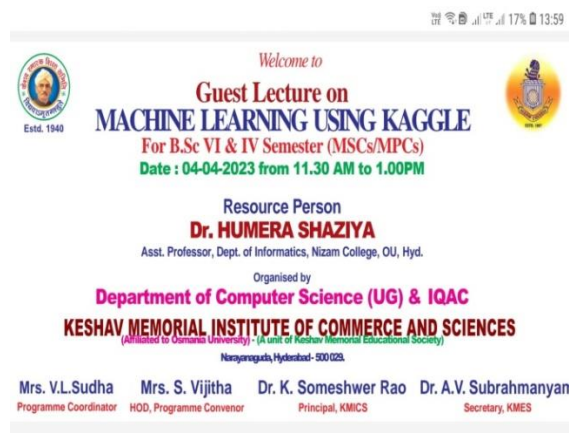 17% 13:59
Welcome to
Guest Lecture on
MACHINE LEARNING USING KAGGLE
For B.Sc VI & IV Semester (MSCs/MPCs)
Date : 04-04-2023 from 11.30 AM to 1.00PM
Estd. 1940
Resource Person
Dr. HUMERA SHAZIYA
Asst. Professor, Dept. of Informatics, Nizam College, OU, Hyd.
Organised by
Department of Computer Science (UG) & IQAC
KESHAV MEMORIAL INSTITUTE OF COMMERCE AND SCIENCES
(Affiliated to Osmania University) - (A unit of Keshav Memorial Educational Society)
Narayanaguda, Hyderabad - 500 029.
Mrs. V.L.Sudha Mrs. S. Vijitha Dr. K. Someshwer Rao Dr. A.V. Subrahmanyam
Programme Coordinator HOD, Programme Convenor Principal, KMICS Secretary, KMES